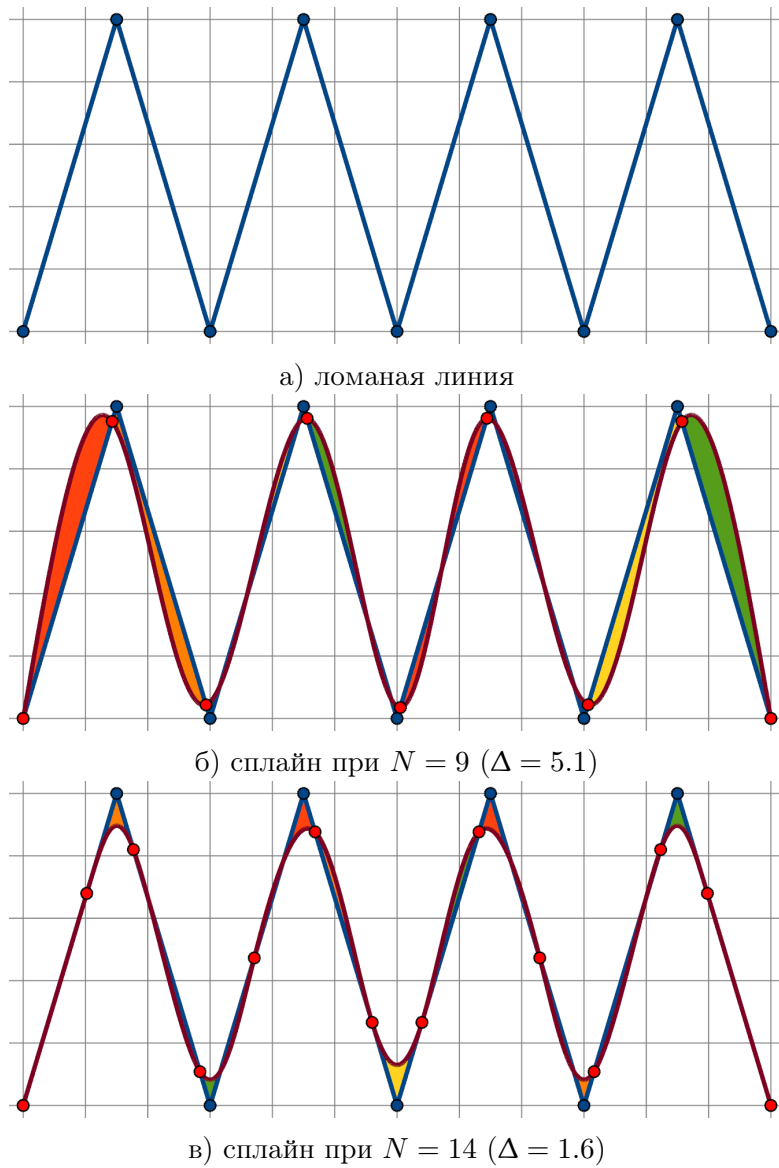 а) ломаная линия
б) сплайн при N = 9 (Δ = 5.1)
в) сплайн при N = 14 (Δ = 1.6)